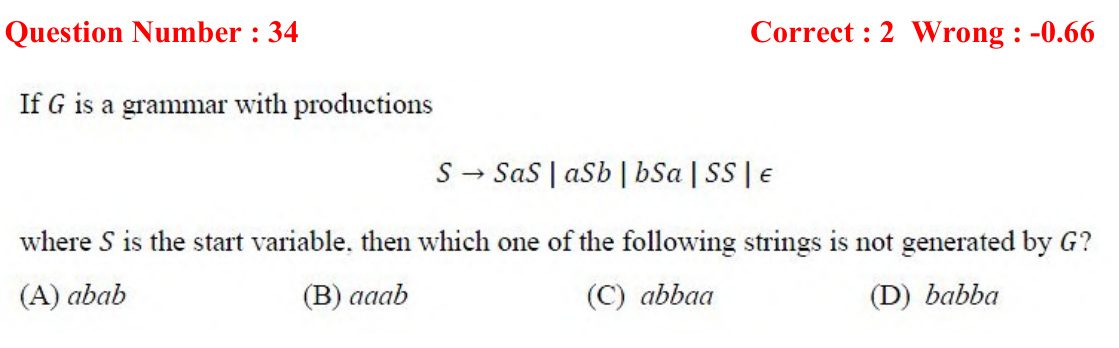 Question Number : 34 Correct : 2 Wrong : -0.66
If G is a grammar with productions
S → SaS | aSb | bSa | SS | ϵ
where S is the start variable, then which one of the following strings is not generated by G?
(A) abab (B) aaab (C) abbaa (D) babba